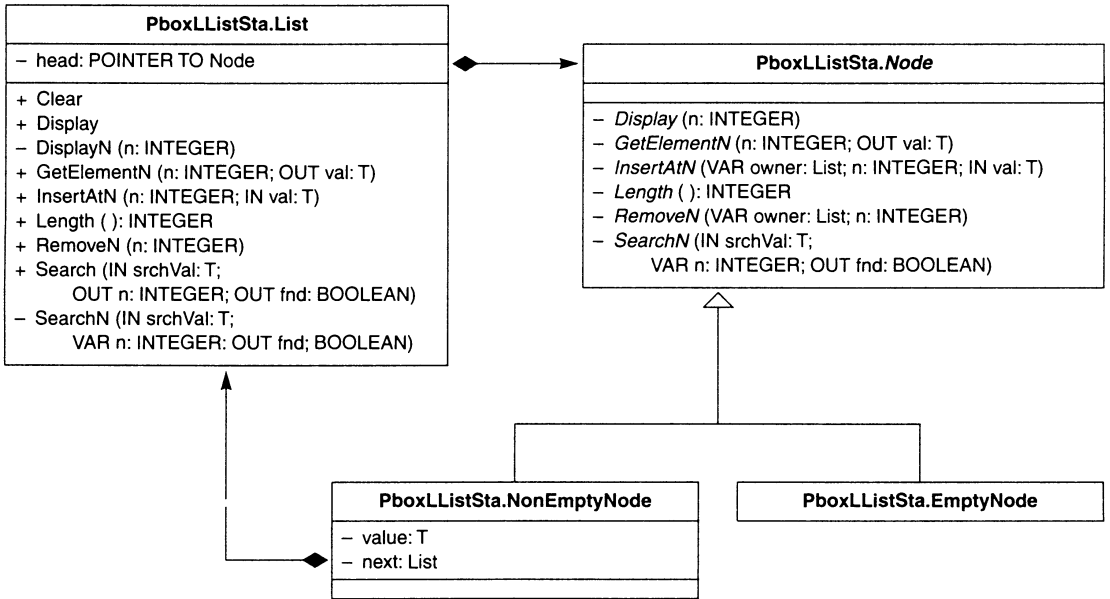 PboxLListSta.List
– head: POINTER TO Node
+ Clear
+ Display
– DisplayN (n: INTEGER)
+ GetElementN (n: INTEGER; OUT val: T)
+ InsertAtN (n: INTEGER; IN val: T)
+ Length ( ): INTEGER
+ RemoveN (n: INTEGER)
+ Search (IN srchVal: T;
OUT n: INTEGER; OUT fnd: BOOLEAN)
– SearchN (IN srchVal: T;
VAR n: INTEGER: OUT fnd; BOOLEAN)
PboxLListSta.Node
– Display (n: INTEGER)
– GetElementN (n: INTEGER; OUT val: T)
– InsertAtN (VAR owner: List; n: INTEGER; IN val: T)
– Length ( ): INTEGER
– RemoveN (VAR owner: List; n: INTEGER)
– SearchN (IN srchVal: T;
VAR n: INTEGER; OUT fnd: BOOLEAN)
PboxLListSta.NonEmptyNode
– value: T
– next: List
PboxLListSta.EmptyNode